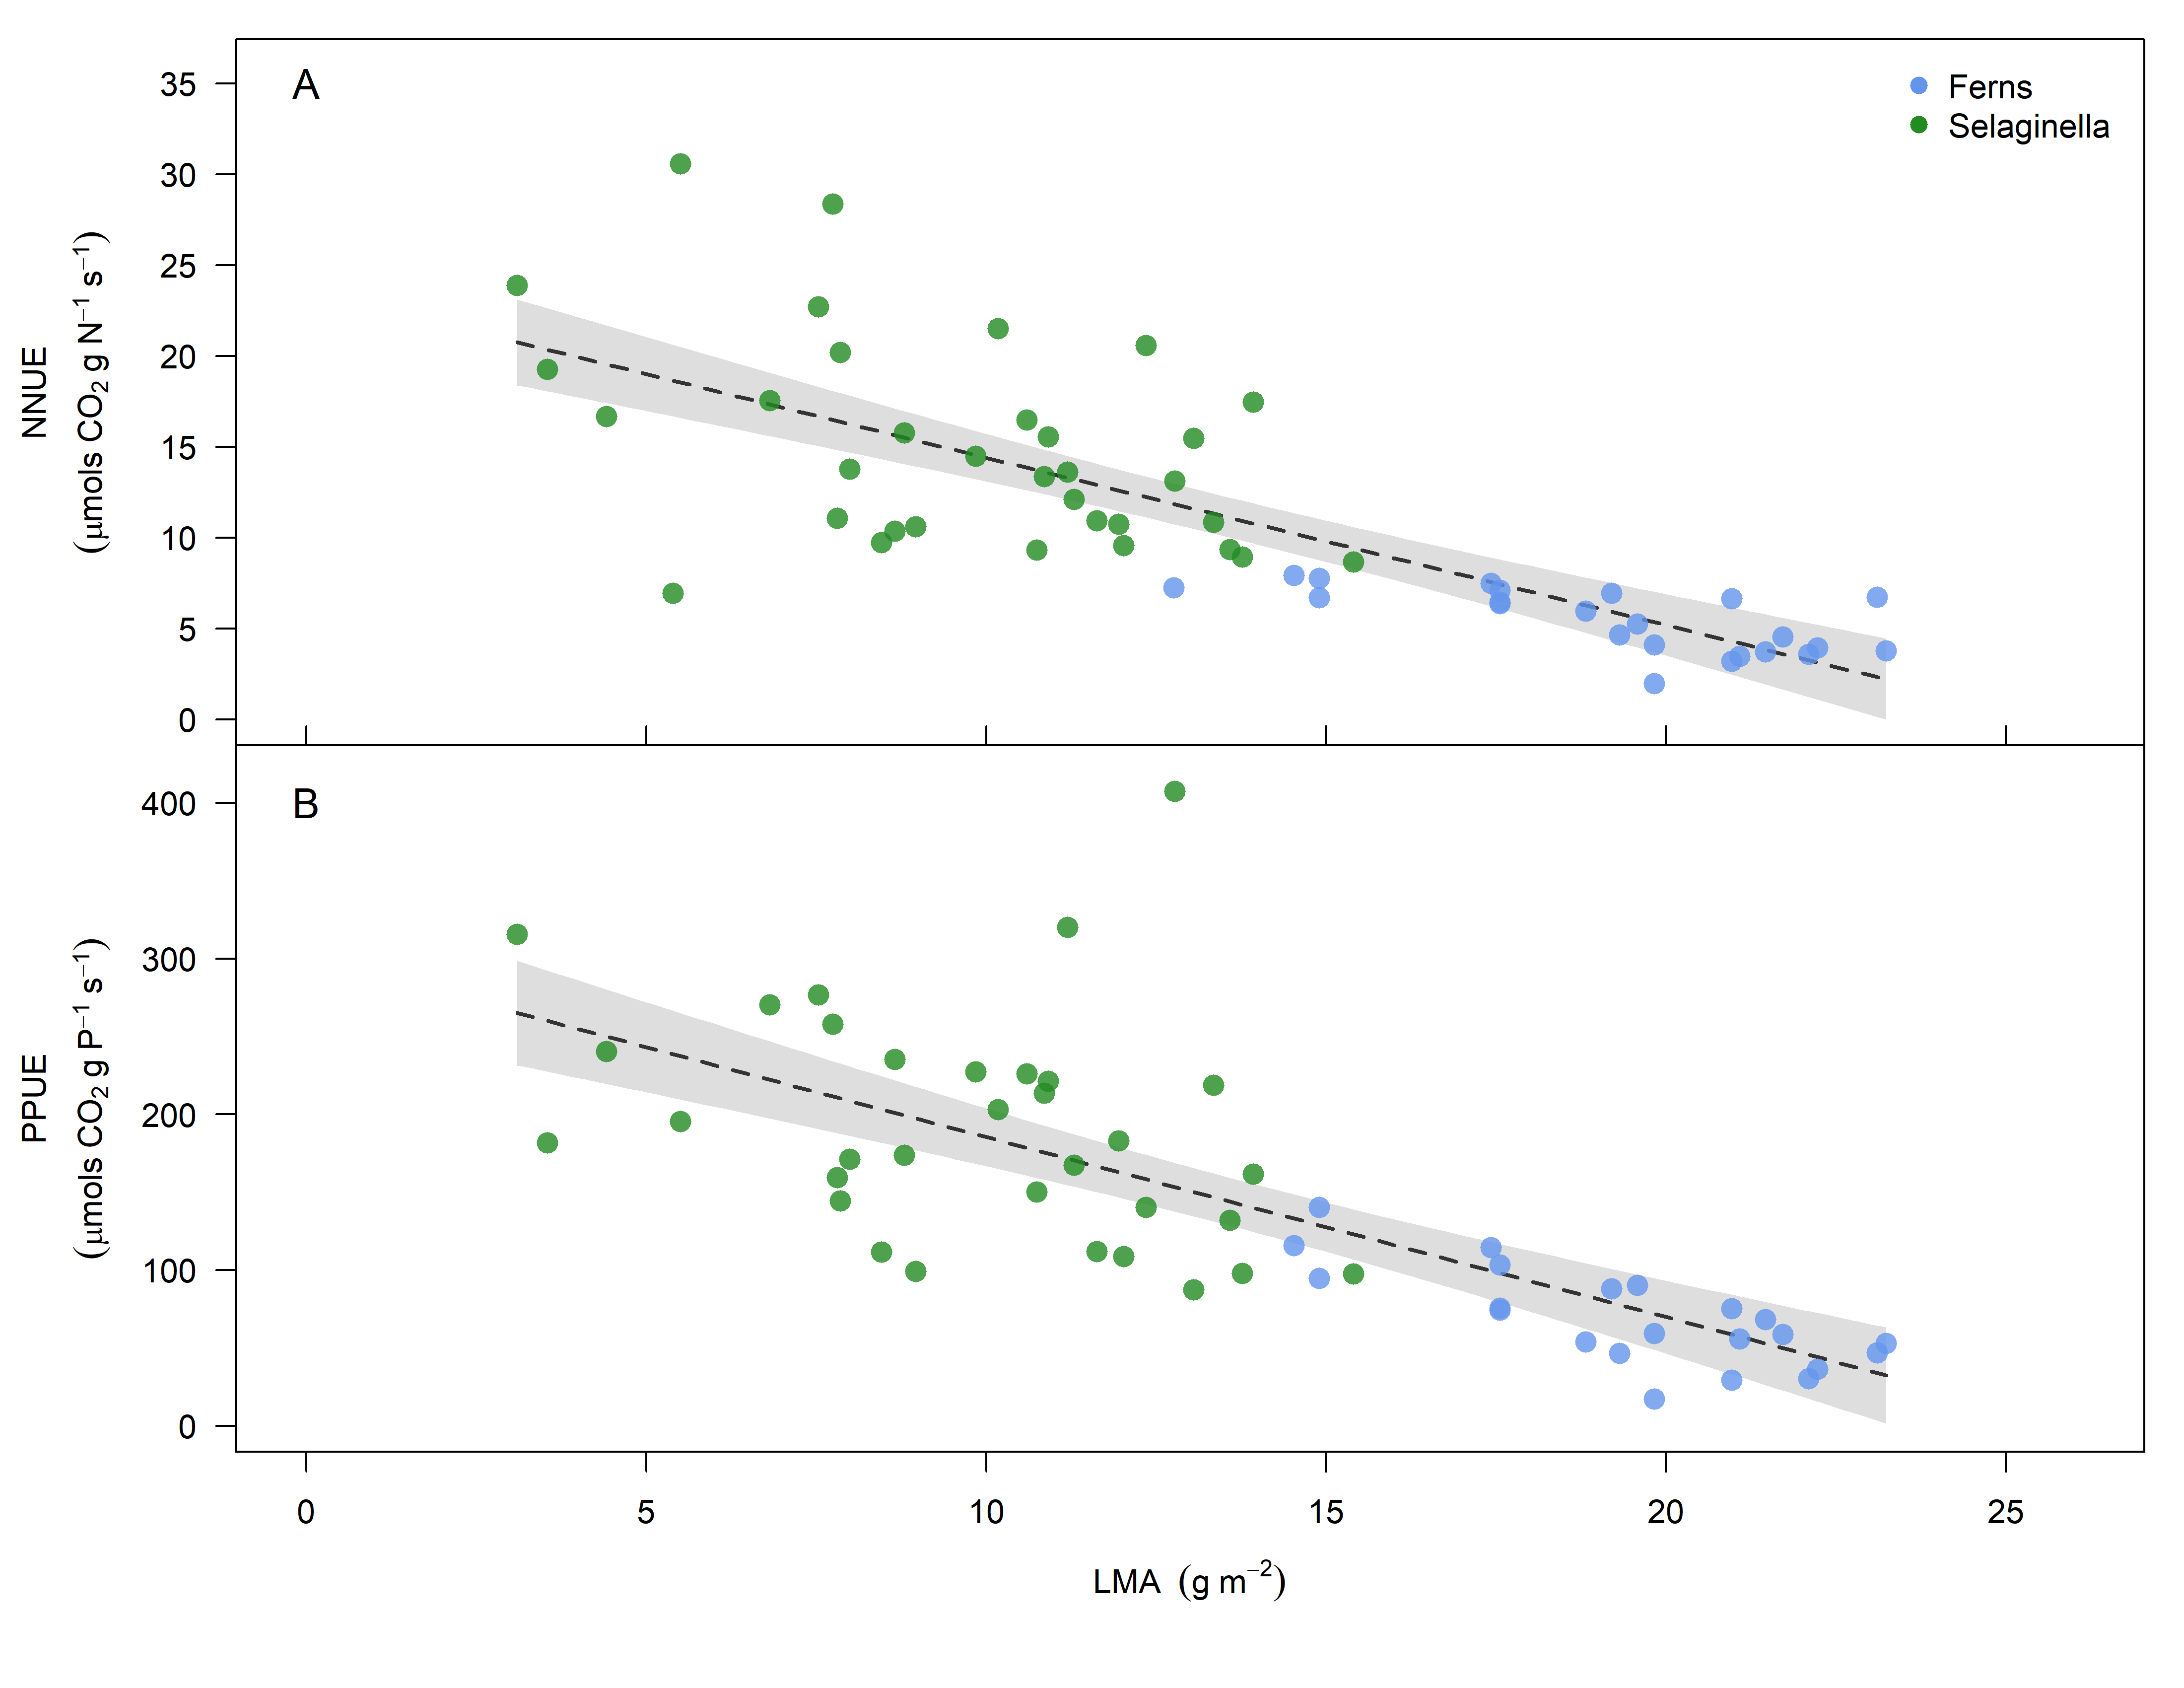 A
Ferns
Selaginella
35
30
25
20
15
10
5
0
NNUE
(μmols CO₂ g N⁻¹ s⁻¹)
B
400
300
200
100
0
PPUE
(μmols CO₂ g P⁻¹ s⁻¹)
0 5 10 15 20 25
LMA (g m⁻²)